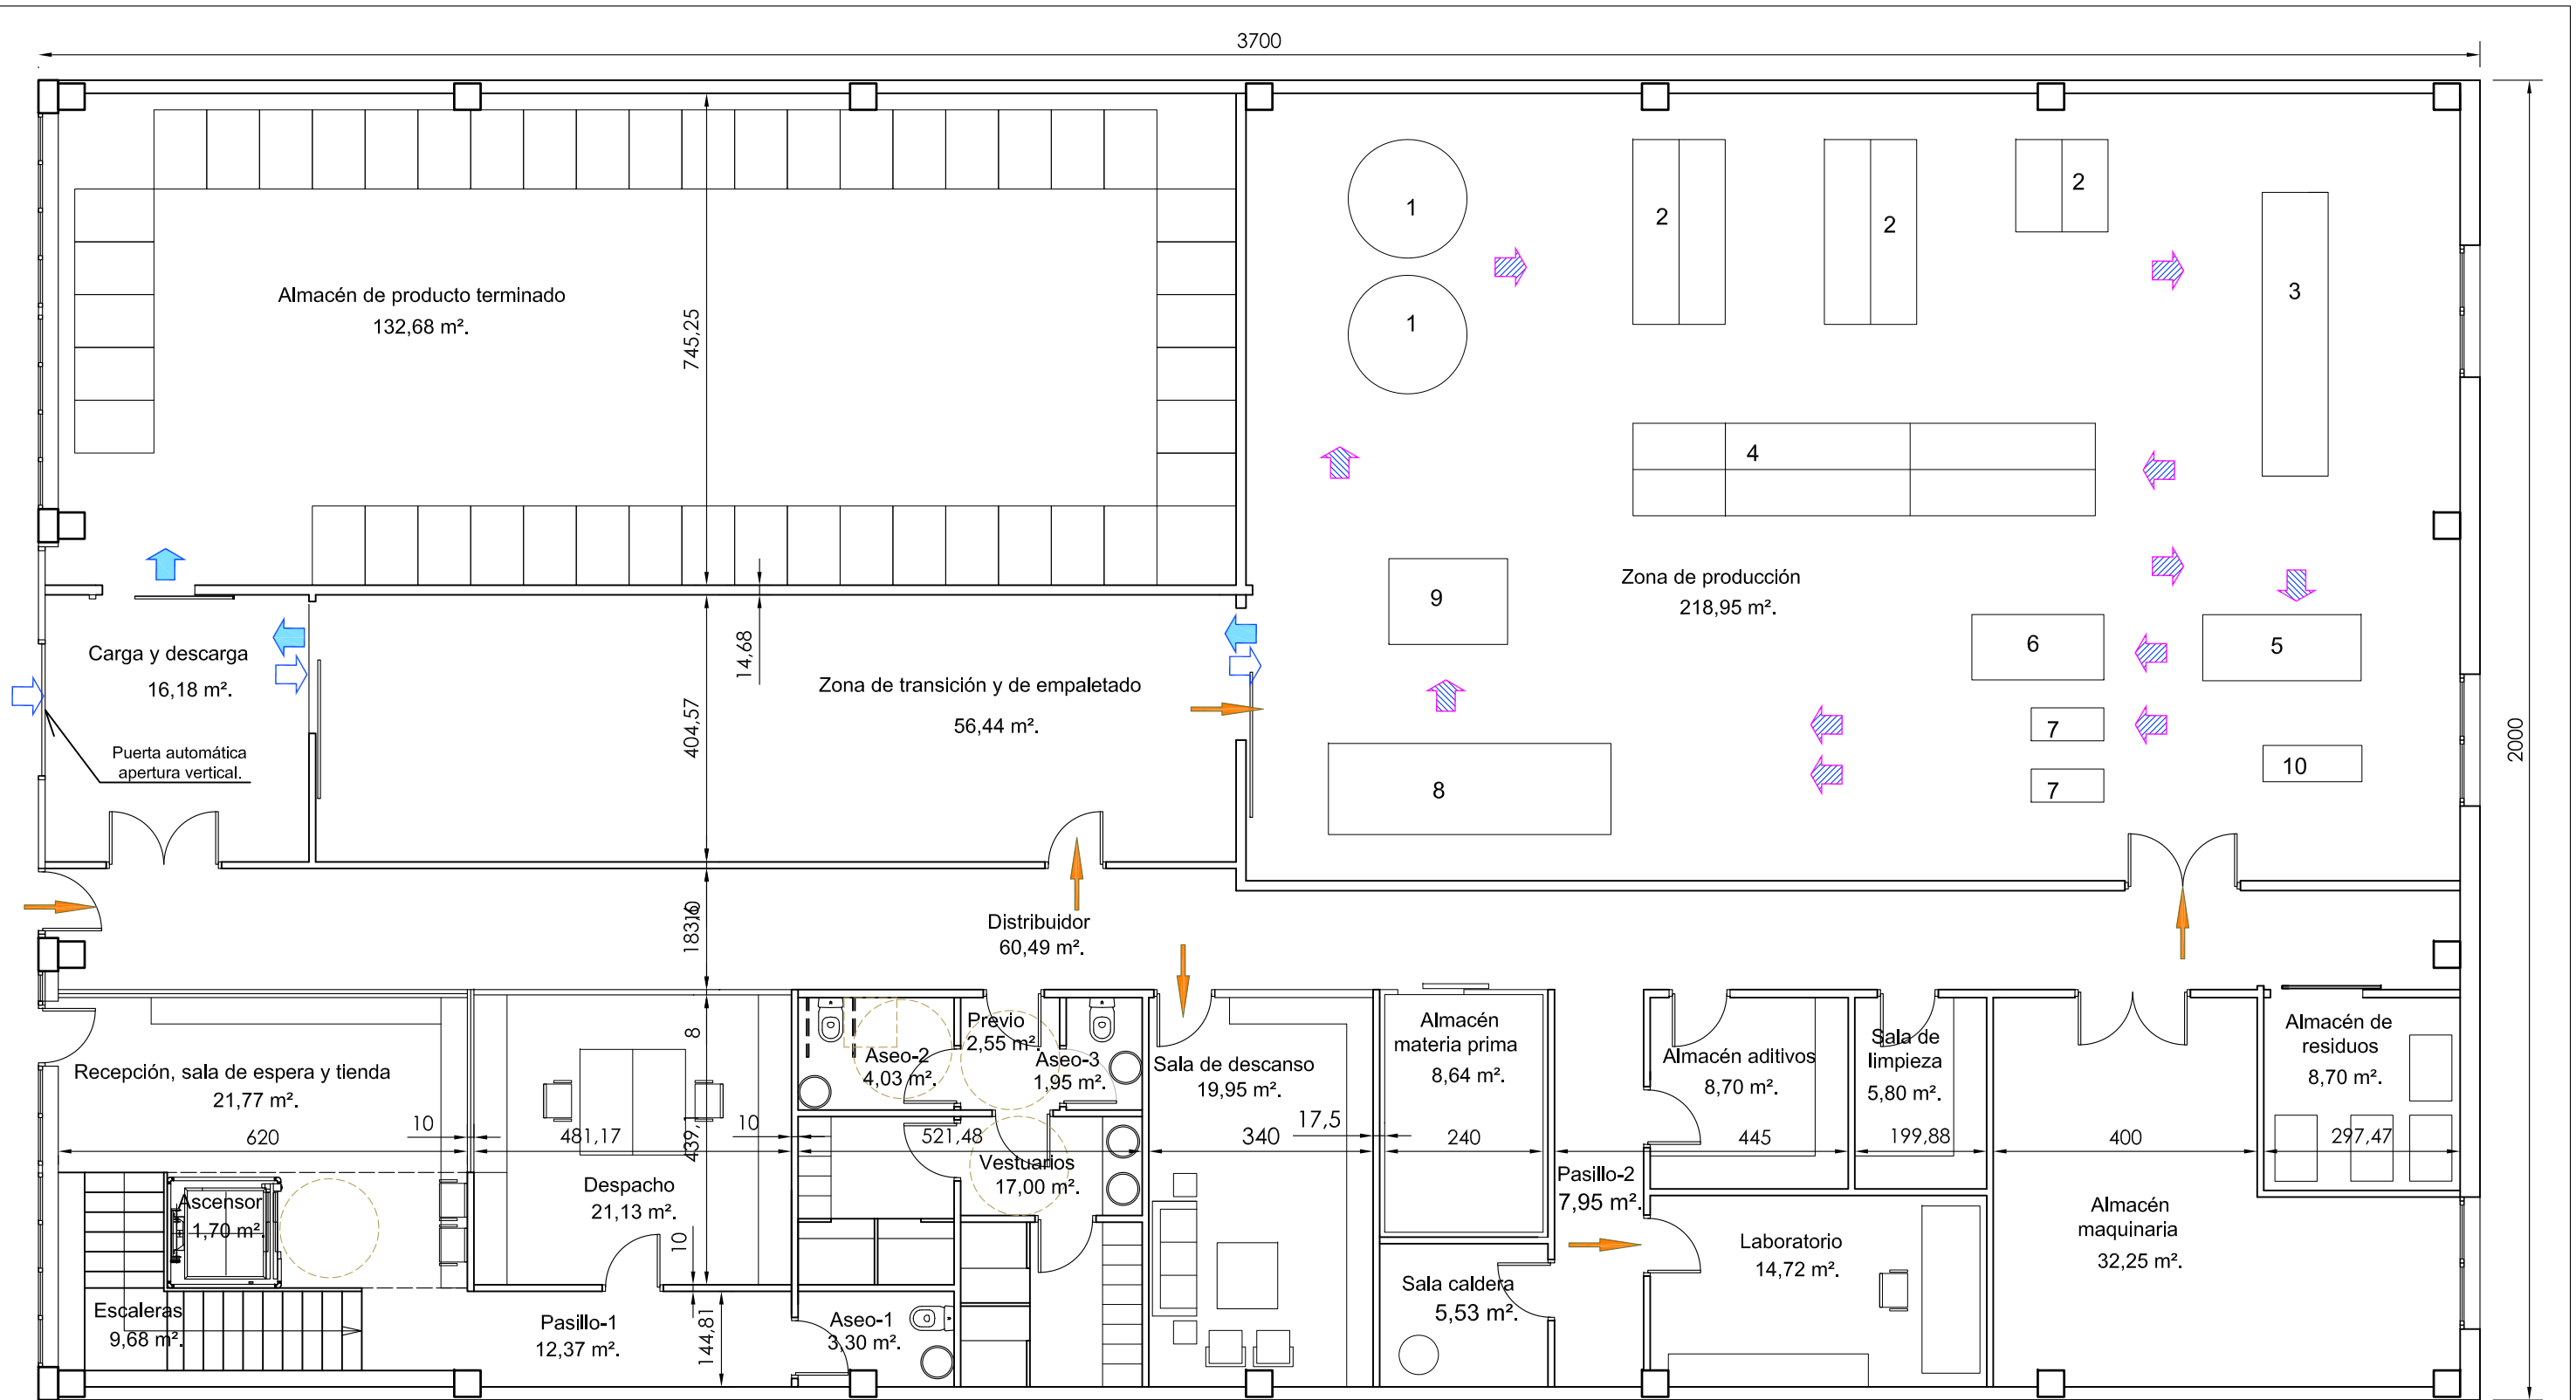 3700
1
2
2
2
3
Almacén de producto terminado
132,68 m².
745,25
1
4
Zona de producción
218,95 m².
9
14,68
Carga y descarga
16,18 m².
6
5
Zona de transición y de empaletado
56,44 m².
404,57
Puerta automática
apertura vertical.
7
7
8
10
2000
Distribuidor
60,49 m².
Previo
2,55 m².
Aseo-2
4,03 m².
Aseo-3
1,95 m².
8
Recepción, sala de espera y tienda
21,77 m².
Sala de descanso
19,95 m².
Almacén
materia prima
8,64 m².
Almacén aditivos
8,70 m².
Sala de
limpieza
5,80 m².
Almacén de
residuos
8,70 m².
620
10
481,17
10
521,48
340
17,5
240
445
199,88
400
297,47
Vestuarios
17,00 m².
Pasillo-2
7,95 m².
Despacho
21,13 m².
Ascensor
1,70 m².
10
Almacén
maquinaria
32,25 m².
Laboratorio
14,72 m².
Sala caldera
5,53 m².
Escaleras
9,68 m².
Pasillo-1
12,37 m².
144,81
Aseo-1
3,30 m².